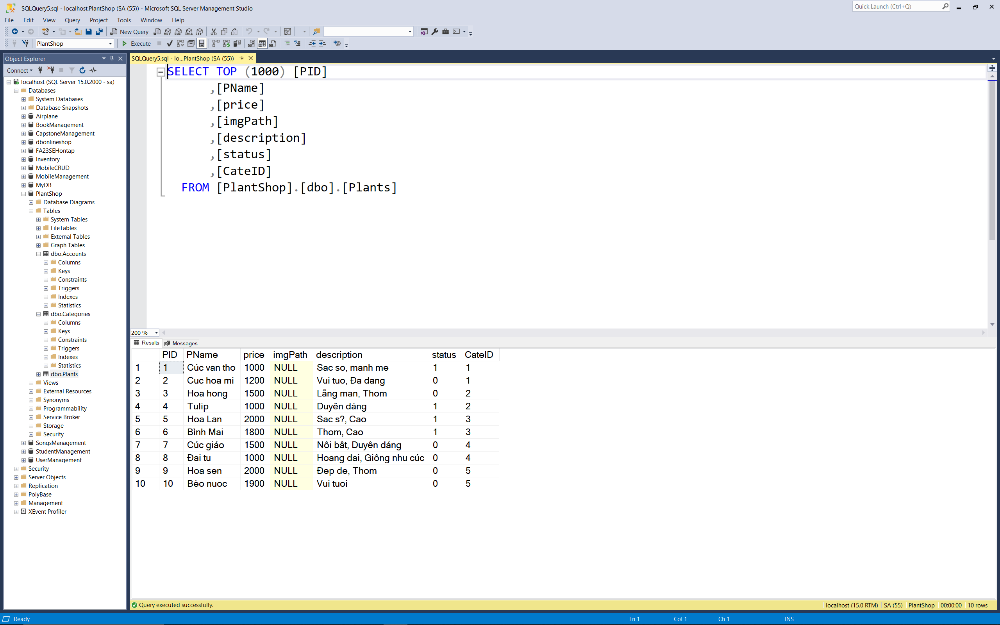 SQLQuery5.sql - localhost.PlantShop (SA (55)) - Microsoft SQL Server Management Studio
Quick Launch (Ctrl+Q)
File Edit View Query Project Tools Window Help
New Query MDX DMX XMLA DAX
PlantShop Execute
Object Explorer
Connect
localhost (SQL Server 15.0.2000 - sa)
Databases
System Databases
Database Snapshots
Airplane
BookManagement
CapstoneManagement
dbonlineshop
FA23SEHontap
Inventory
MobileCRUD
MobileManagement
MyDB
PlantShop
Database Diagrams
Tables
System Tables
FileTables
External Tables
Graph Tables
dbo.Accounts
Columns
Keys
Constraints
Triggers
Indexes
Statistics
dbo.Categories
Columns
Keys
Constraints
Triggers
Indexes
Statistics
dbo.Plants
Views
External Resources
Synonyms
Programmability
Service Broker
Storage
Security
SongsManagement
StudentManagement
UserManagement
Security
Server Objects
Replication
PolyBase
Management
XEvent Profiler
SQLQuery5.sql - lo...PlantShop (SA (55))
SELECT TOP (1000) [PID]
,[PName]
,[price]
,[imgPath]
,[description]
,[status]
,[CateID]
FROM [PlantShop].[dbo].[Plants]
200 %
Results Messages
PID PName price imgPath description status CateID
1 1 Cúc van tho 1000 NULL Sac so, manh me 1 1
2 2 Cuc hoa mi 1200 NULL Vui tuo, Đa dang 0 1
3 3 Hoa hong 1500 NULL Lãng man, Thom 0 2
4 4 Tulip 1000 NULL Duyên dáng 1 2
5 5 Hoa Lan 2000 NULL Sac s?, Cao 1 3
6 6 Bình Mai 1800 NULL Thom, Cao 1 3
7 7 Cúc giáo 1500 NULL Nôi bât, Duyên dáng 0 4
8 8 Đai tu 1000 NULL Hoang dai, Giông nhu cúc 0 4
9 9 Hoa sen 2000 NULL Đep de, Thom 0 5
10 10 Bèo nuoc 1900 NULL Vui tuoi 0 5
Query executed successfully.
localhost (15.0 RTM) SA (55) PlantShop 00:00:00 10 rows
Ready Ln 1 Col 1 Ch 1 INS